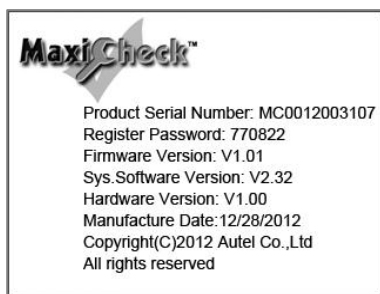 MaxiCheck™
Product Serial Number: MC0012003107
Register Password: 770822
Firmware Version: V1.01
Sys.Software Version: V2.32
Hardware Version: V1.00
Manufacture Date:12/28/2012
Copyright(C)2012 Autel Co.,Ltd
All rights reserved